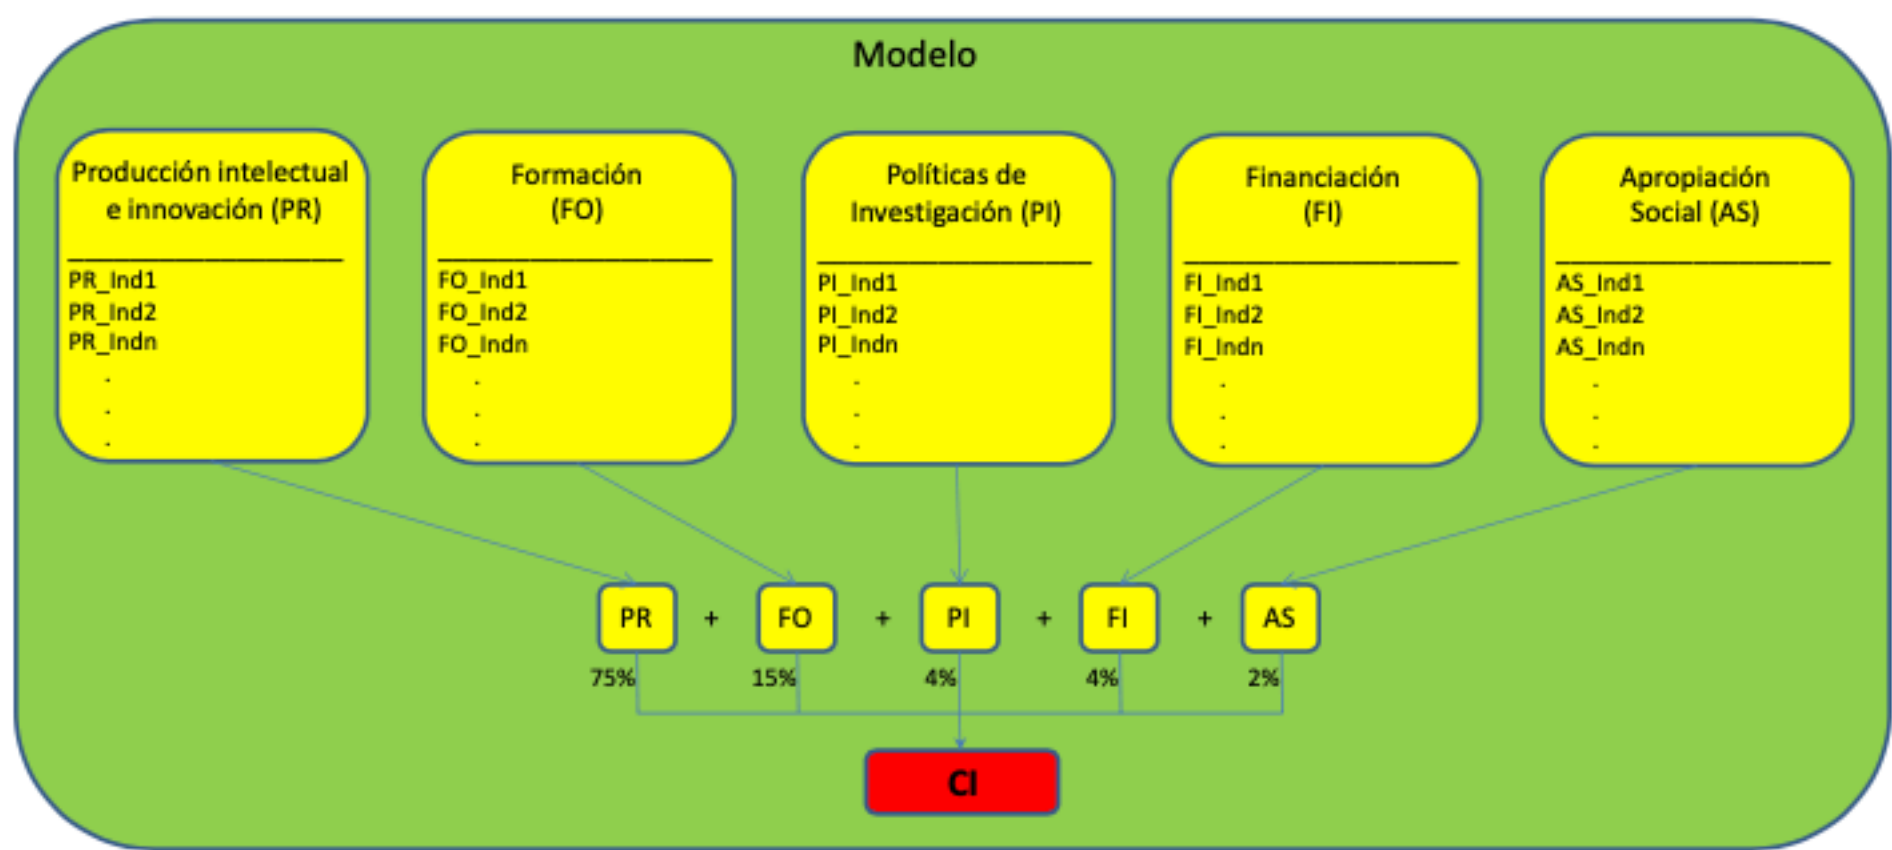 Modelo
Producción intelectual
e innovación (PR)
PR_Ind1
PR_Ind2
PR_Indn
.
.
.
Formación
(FO)
FO_Ind1
FO_Ind2
FO_Indn
.
.
.
Políticas de
Investigación (PI)
PI_Ind1
PI_Ind2
PI_Indn
.
.
.
Financiación
(FI)
FI_Ind1
FI_Ind2
FI_Indn
.
.
.
Apropiación
Social (AS)
AS_Ind1
AS_Ind2
AS_Indn
.
.
.
PR + FO + PI + FI + AS
75% 15% 4% 4% 2%
CI